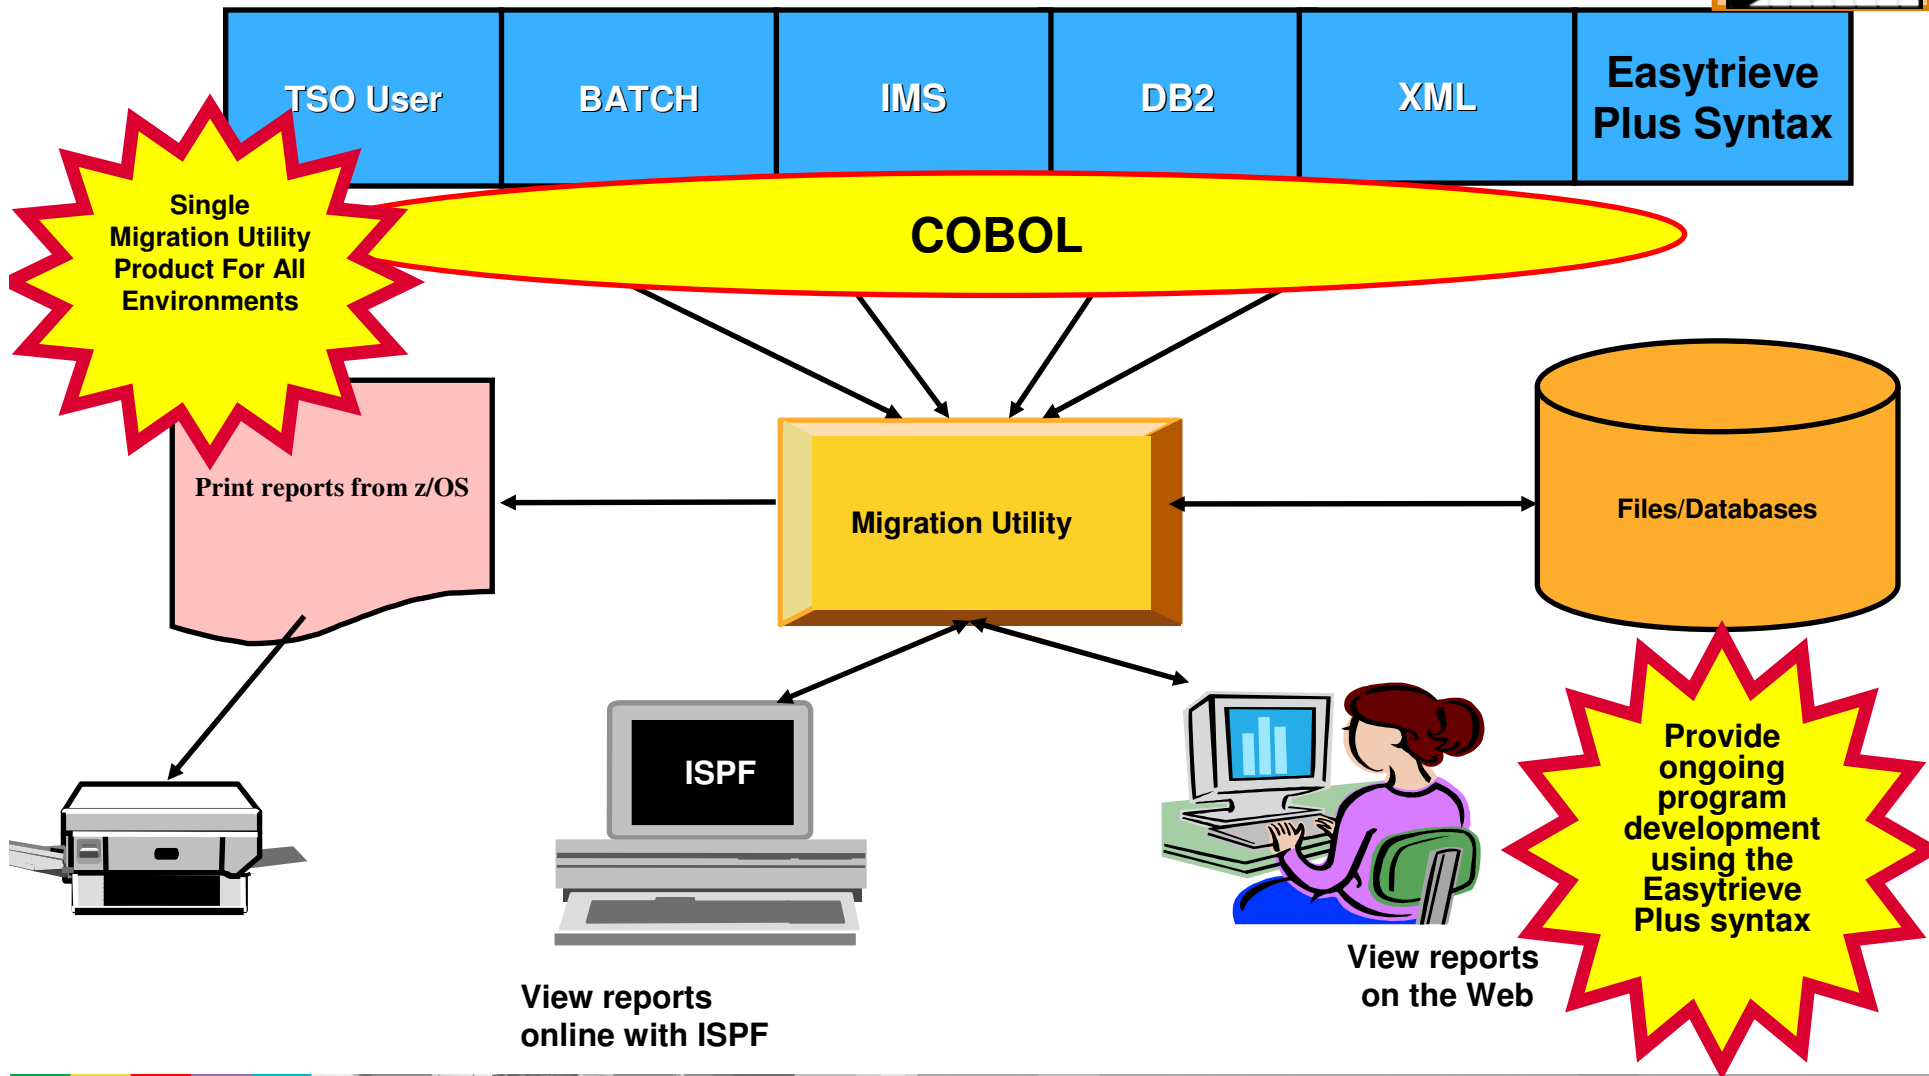 TSO User
BATCH
IMS
DB2
XML
Easytrieve
Plus Syntax
COBOL
Single
Migration Utility
Product For All
Environments
Print reports from z/OS
Migration Utility
Files/Databases
ISPF
View reports
online with ISPF
View reports
on the Web
Provide
ongoing
program
development
using the
Easytrieve
Plus syntax